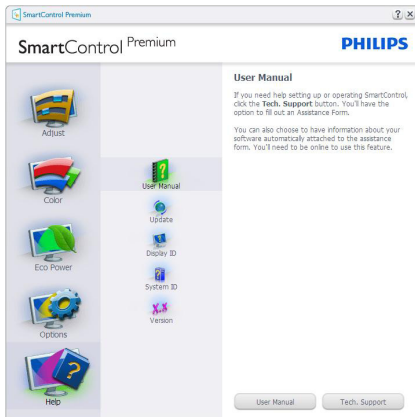 SmartControl Premium
? x
SmartControl Premium
PHILIPS
Adjust
Color
Eco Power
Options
Help
?
User Manual
Update
Display ID
System ID
X.X
Version
User Manual
If you need help setting up or operating SmartControl,
click the Tech. Support button. You'll have the
option to fill out an Assistance Form.
You can also choose to have information about your
software automatically attached to the assistance
form. You'll need to be online to use this feature.
User Manual
Tech. Support